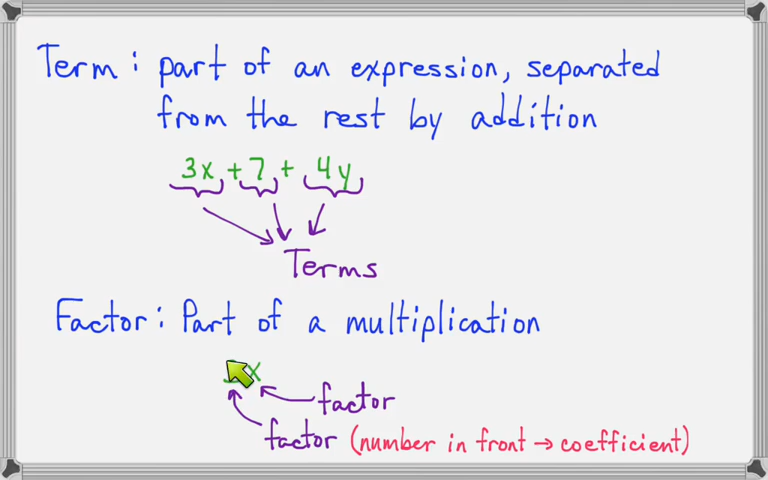 Term: part of an expression, separated
from the rest by addition
3x + 7 + 4y
Terms
Factor: Part of a multiplication
x
factor
factor (number in front → coefficient)